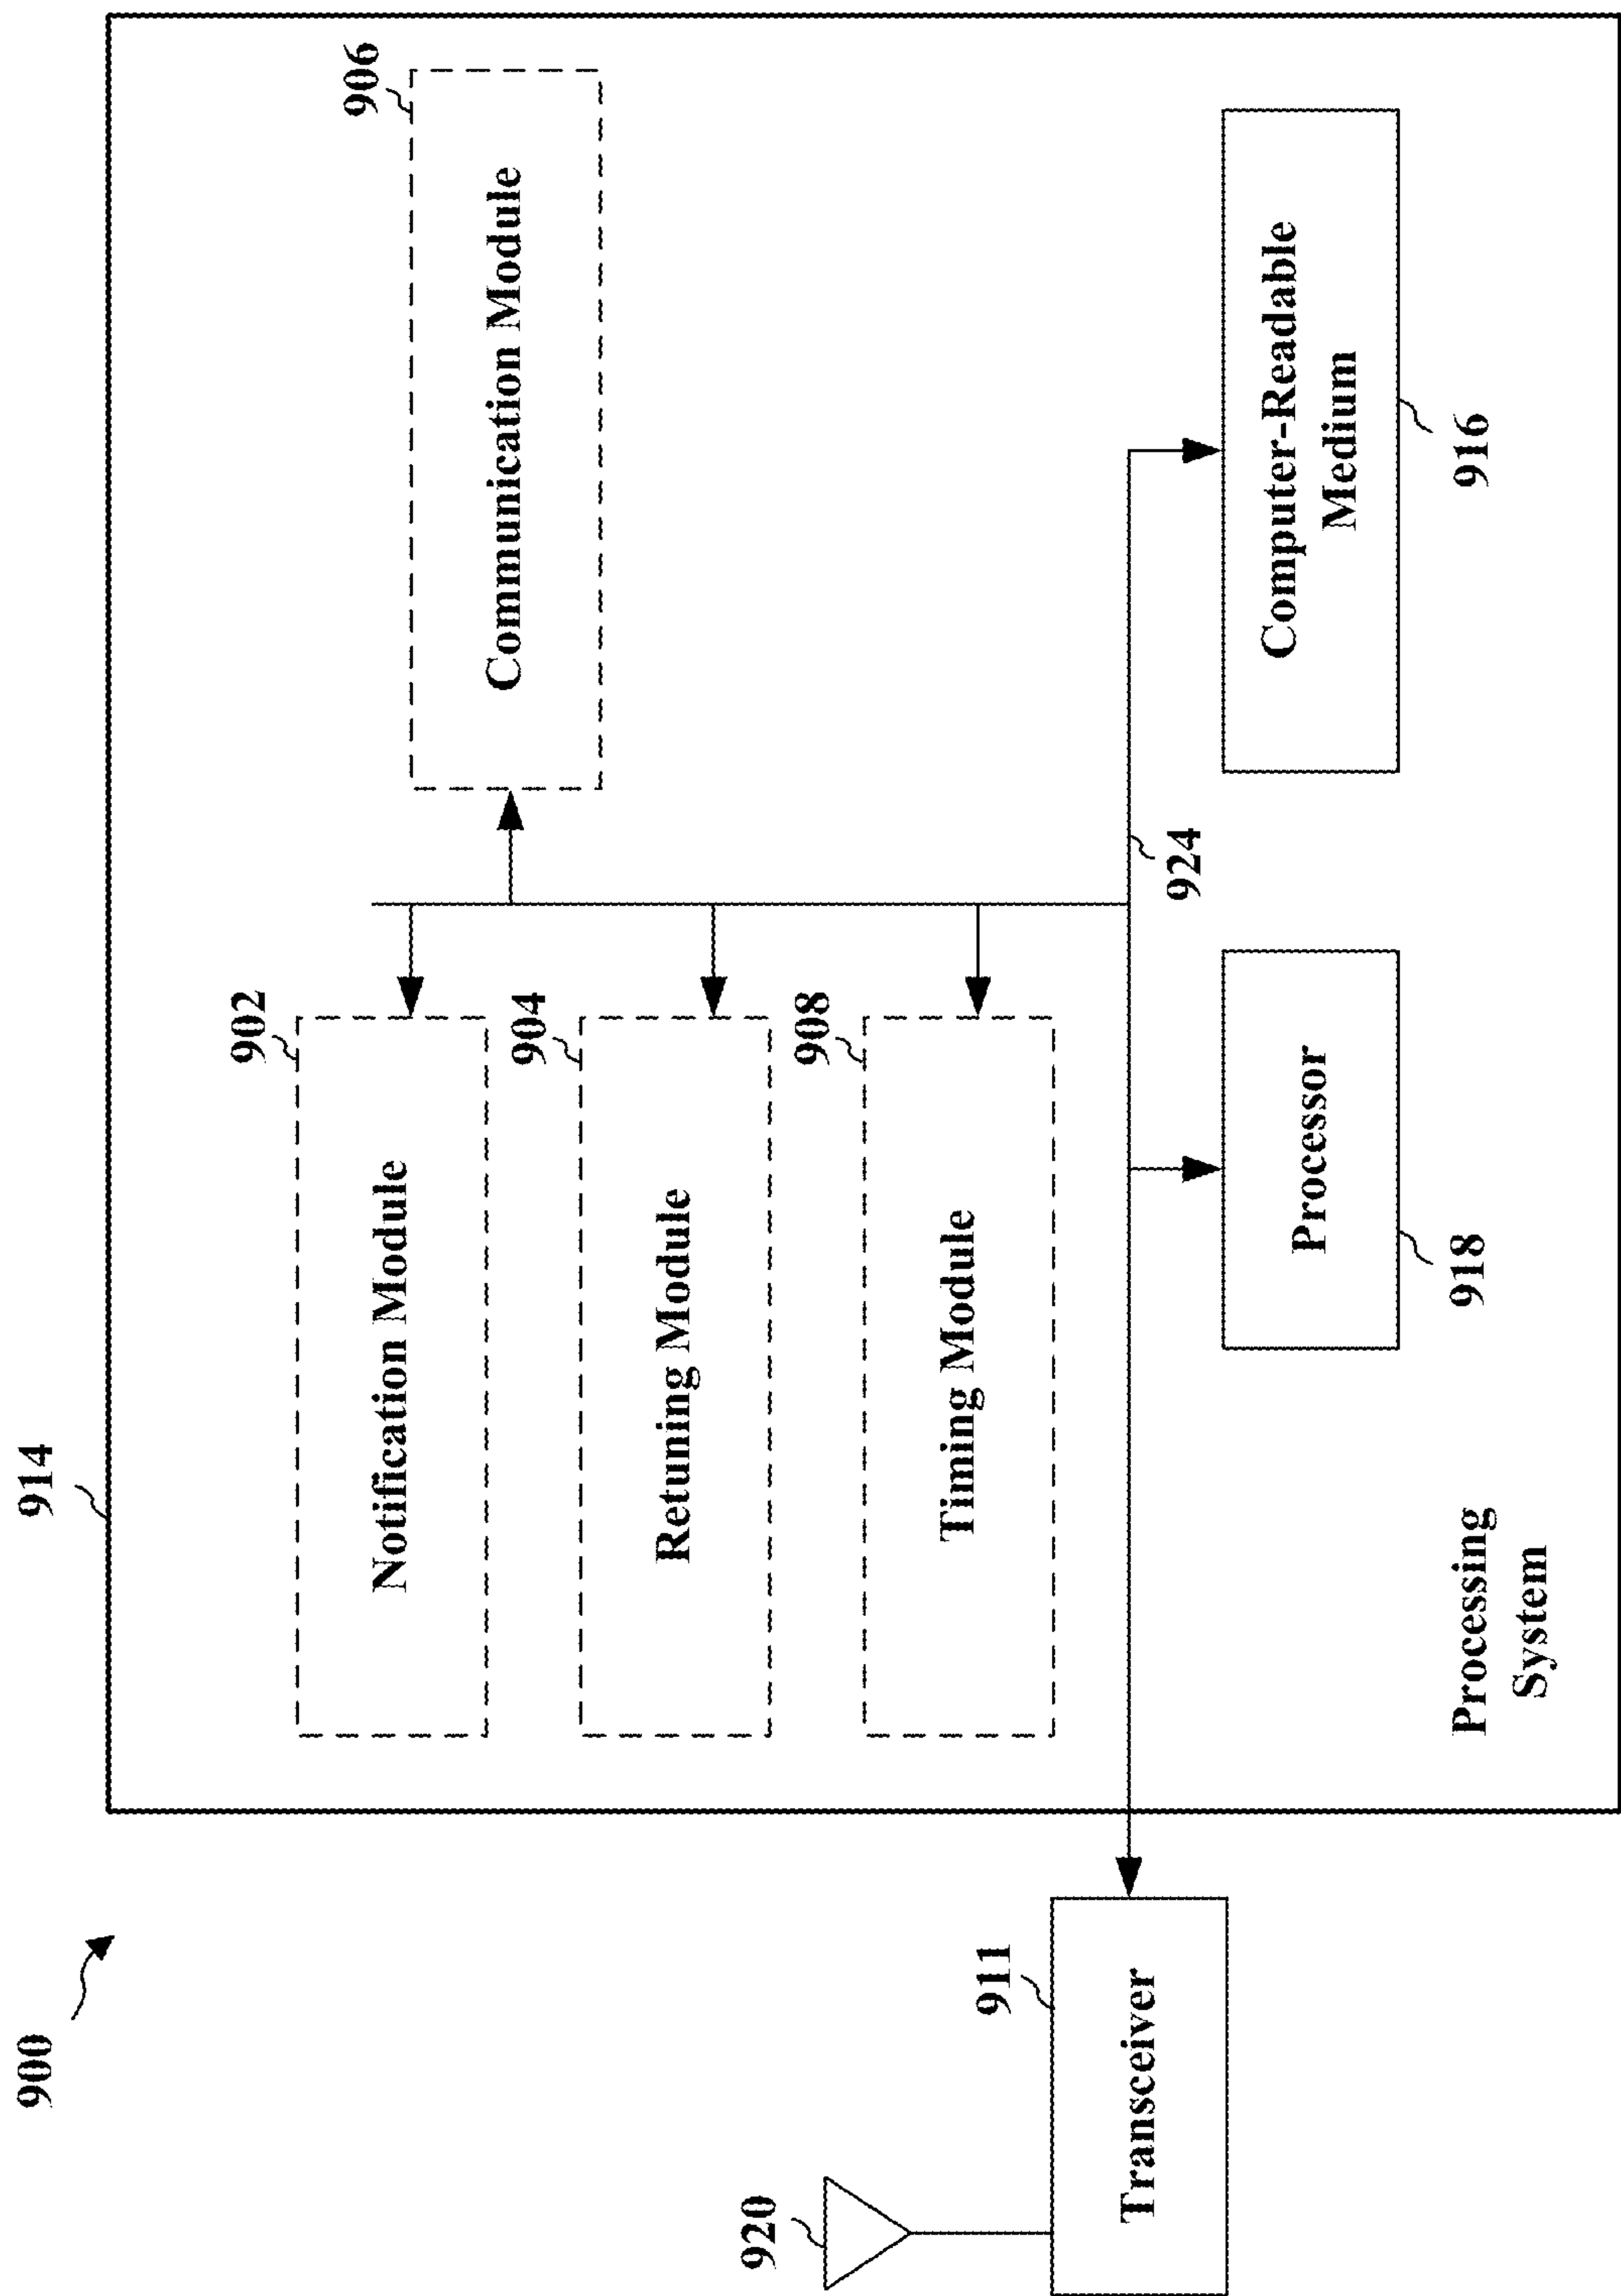 900
914
902
Notification Module
906
Communication Module
904
Retuning Module
908
Timing Module
920
911
Transceiver
924
Processor
918
Computer-Readable
Medium
916
Processing
System